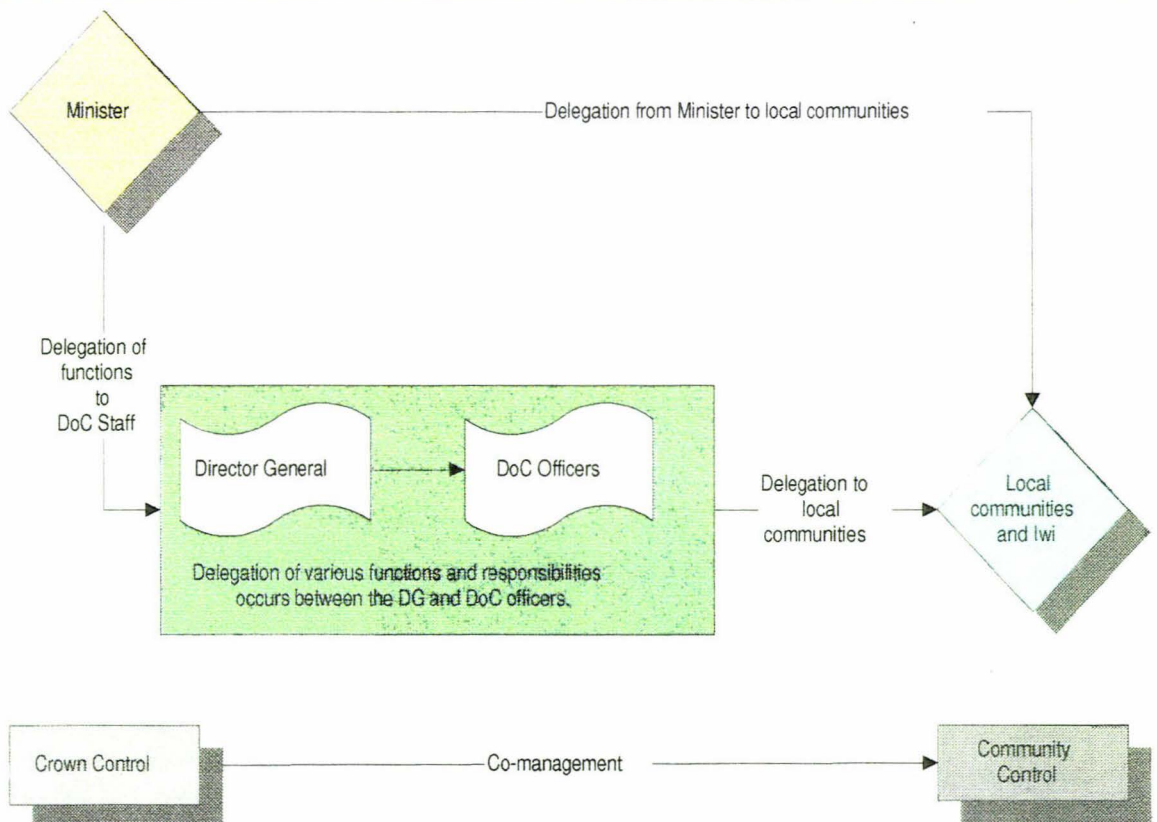 Minister
Delegation from Minister to local communities
Delegation of
functions
to
DoC Staff
Director General
DoC Officers
Delegation to
local
communities
Local
communities
and Iwi
Delegation of various functions and responsibilities
occurs between the DG and DoC officers.
Crown Control
Co-management
Community
Control